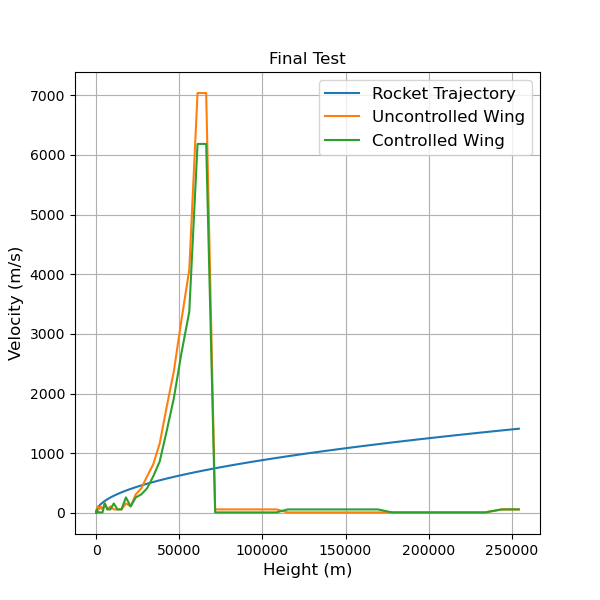 Final Test
Rocket Trajectory
Uncontrolled Wing
Controlled Wing
7000
6000
5000
4000
3000
2000
1000
0
Velocity (m/s)
0 50000 100000 150000 200000 250000
Height (m)